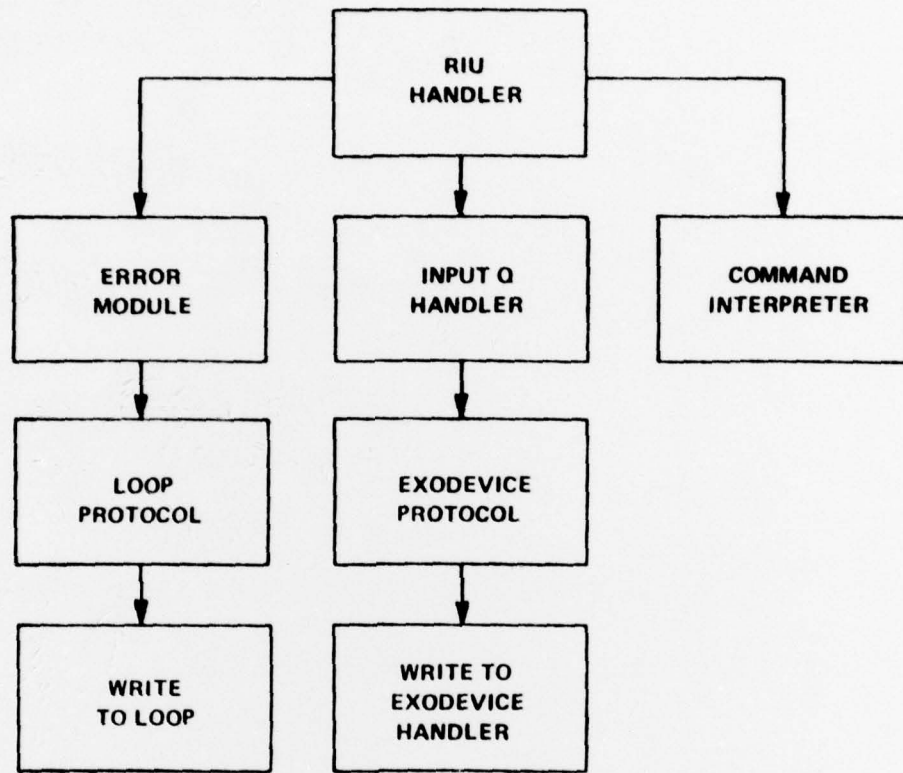 RIU
HANDLER
ERROR
MODULE
INPUT Q
HANDLER
COMMAND
INTERPRETER
LOOP
PROTOCOL
EXODEVICE
PROTOCOL
WRITE
TO LOOP
WRITE TO
EXODEVICE
HANDLER